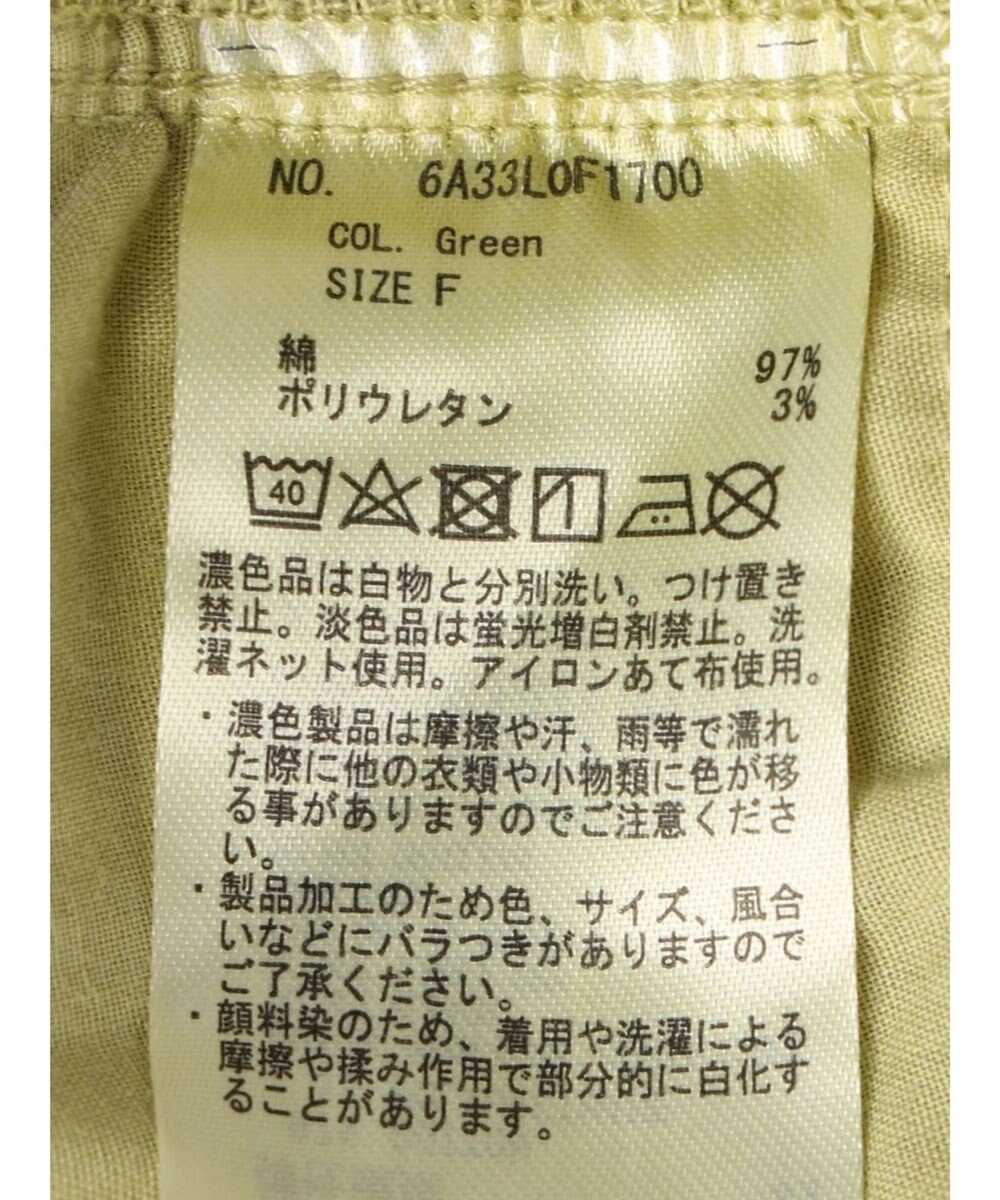 NO. 6A33LOF1700
COL. Green
SIZE F
綿 97%
ポリウレタン 3%
40
濃色品は白物と分別洗い。つけ置き
禁止。淡色品は蛍光増白剤禁止。洗
濯ネット使用。アイロンあて布使用。
・濃色製品は摩擦や汗、雨等で濡れ
た際に他の衣類や小物類に色が移
る事がありますのでご注意くださ
い。
・製品加工のため色、サイズ、風合
いなどにバラつきがありますので
ご了承ください。
・顔料染のため、着用や洗濯による
摩擦や揉み作用で部分的に白化す
ることがあります。